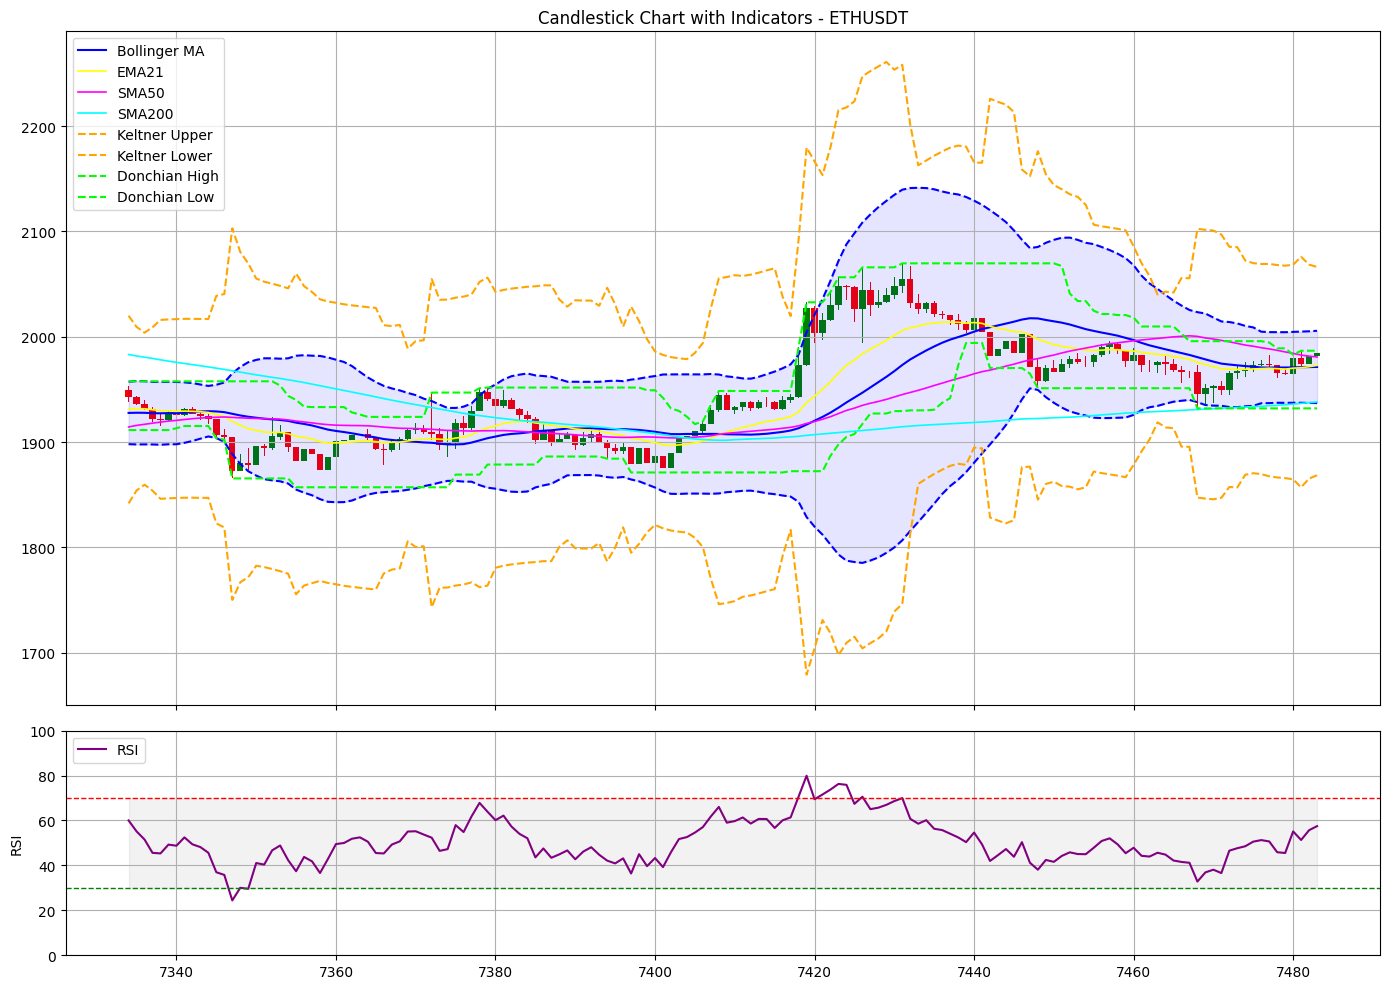 Candlestick Chart with Indicators - ETHUSDT
Bollinger MA
EMA21
SMA50
SMA200
Keltner Upper
Keltner Lower
Donchian High
Donchian Low
2200
2100
2000
1900
1800
1700
RSI
100
80
60
40
20
0
RSI
7340 7360 7380 7400 7420 7440 7460 7480